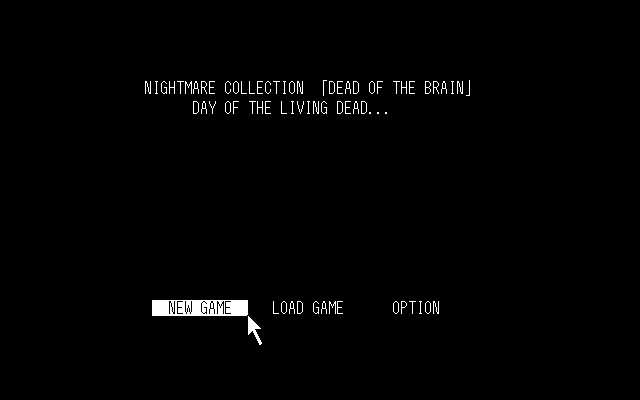 NIGHTMARE COLLECTION 「DEAD OF THE BRAIN」
DAY OF THE LIVING DEAD...
NEW GAME LOAD GAME OPTION